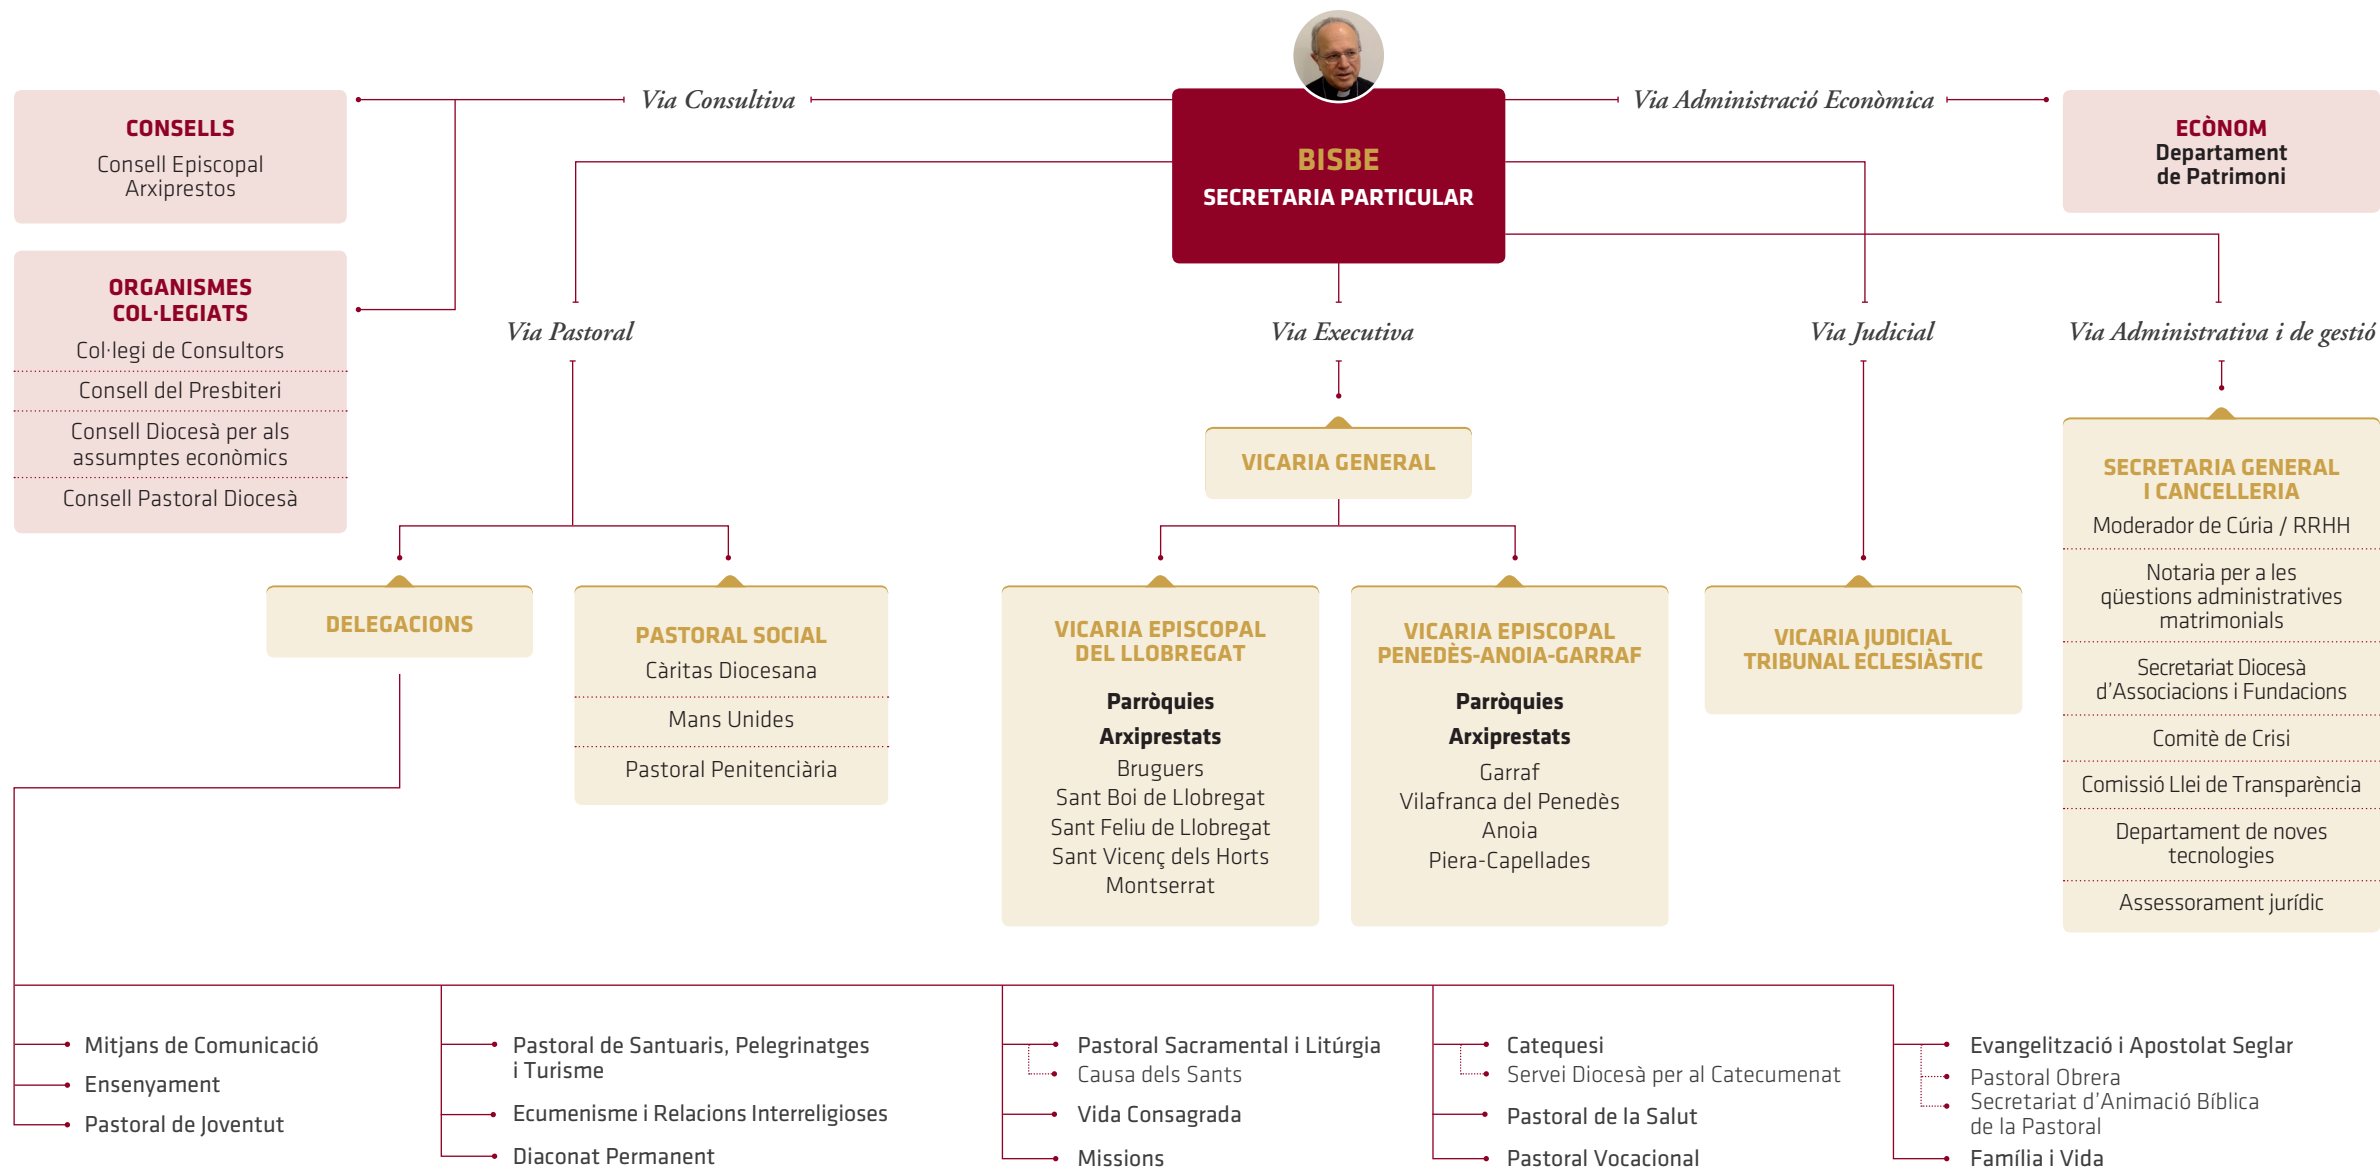 Via Consultiva
Via Administració Econòmica
CONSELLS
Consell Episcopal
Arxiprestos
BISBE
SECRETARIA PARTICULAR
ECÒNOM
Departament
de Patrimoni
ORGANISMES
COL·LEGIATS
Col·legi de Consultors
Consell del Presbiteri
Consell Diocesà per als
assumptes econòmics
Consell Pastoral Diocesà
Via Pastoral
Via Executiva
Via Judicial
Via Administrativa i de gestió
VICARIA GENERAL
DELEGACIONS
PASTORAL SOCIAL
Càritas Diocesana
Mans Unides
Pastoral Penitenciària
VICARIA EPISCOPAL
DEL LLOBREGAT
Parròquies
Arxiprestats
Bruguers
Sant Boi de Llobregat
Sant Feliu de Llobregat
Sant Vicenç dels Horts
Montserrat
VICARIA EPISCOPAL
PENEDÈS-ANOIA-GARRAF
Parròquies
Arxiprestats
Garraf
Vilafranca del Penedès
Anoia
Piera-Capellades
VICARIA JUDICIAL
TRIBUNAL ECLESIÀSTIC
SECRETARIA GENERAL
I CANCELLERIA
Moderador de Cúria / RRHH
Notaria per a les
qüestions administratives
matrimonials
Secretariat Diocesà
d'Associacions i Fundacions
Comitè de Crisi
Comissió Llei de Transparència
Departament de noves
tecnologies
Assessorament jurídic
Mitjans de Comunicació
Ensenyament
Pastoral de Joventut
Pastoral de Santuaris, Pelegrinatges
i Turisme
Ecumenisme i Relacions Interreligioses
Diaconat Permanent
Pastoral Sacramental i Litúrgia
Causa dels Sants
Vida Consagrada
Missions
Catequesi
Servei Diocesà per al Catecumenat
Pastoral de la Salut
Pastoral Vocacional
Evangelització i Apostolat Seglar
Pastoral Obrera
Secretariat d'Animació Bíblica
de la Pastoral
Família i Vida